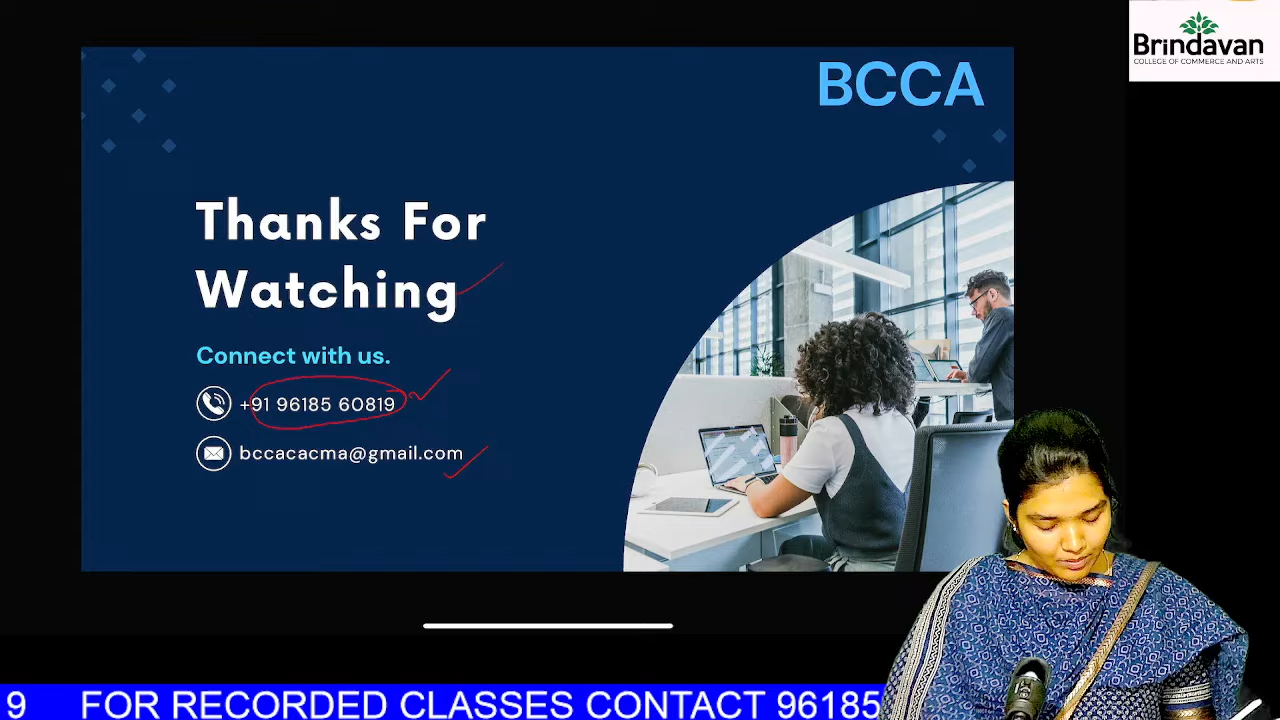 Brindavan
COLLEGE OF COMMERCE AND ARTS
BCCA
Thanks For
Watching
Connect with us.
+91 96185 60819
bccacacma@gmail.com
9 FOR RECORDED CLASSES CONTACT 96185